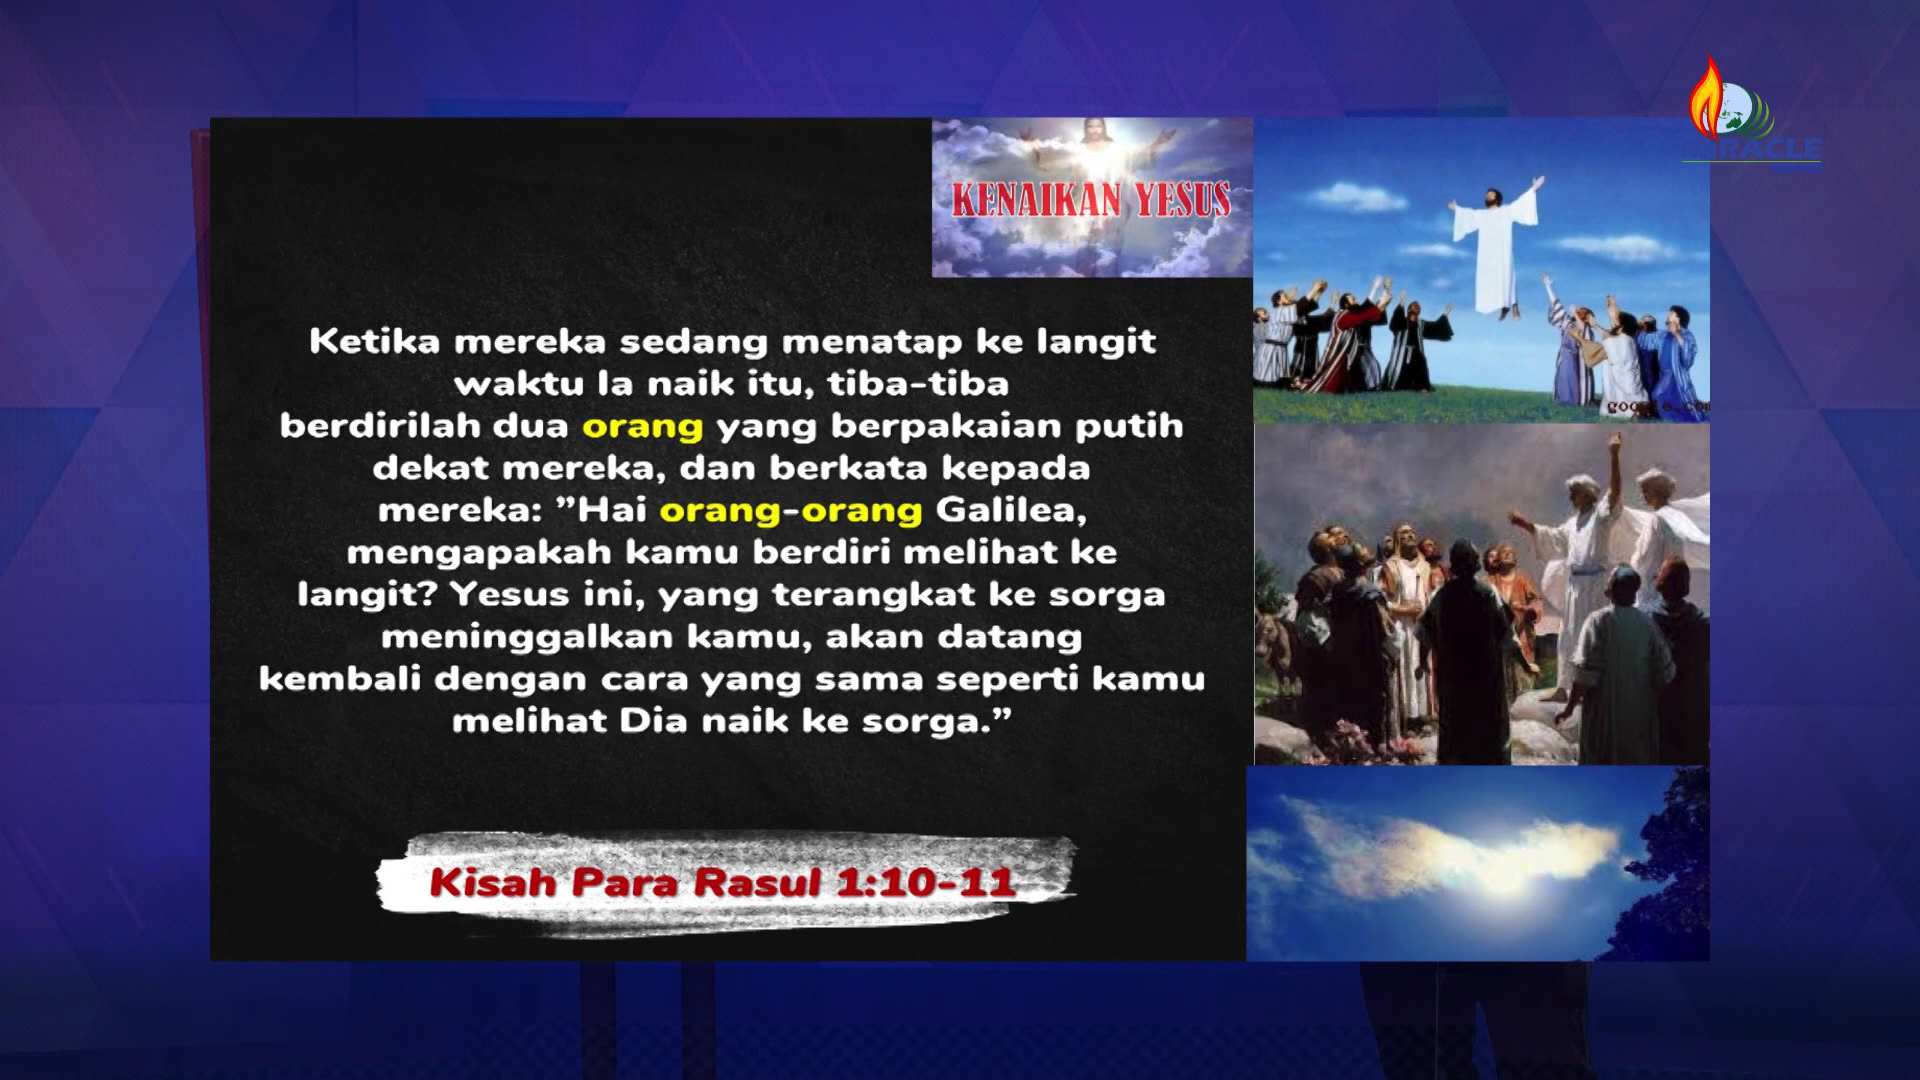 KENAIKAN YESUS
Ketika mereka sedang menatap ke langit
waktu Ia naik itu, tiba-tiba
berdirilah dua orang yang berpakaian putih
dekat mereka, dan berkata kepada
mereka: ”Hai orang-orang Galilea,
mengapakah kamu berdiri melihat ke
langit? Yesus ini, yang terangkat ke sorga
meninggalkan kamu, akan datang
kembali dengan cara yang sama seperti kamu
melihat Dia naik ke sorga.”
Kisah Para Rasul 1:10-11